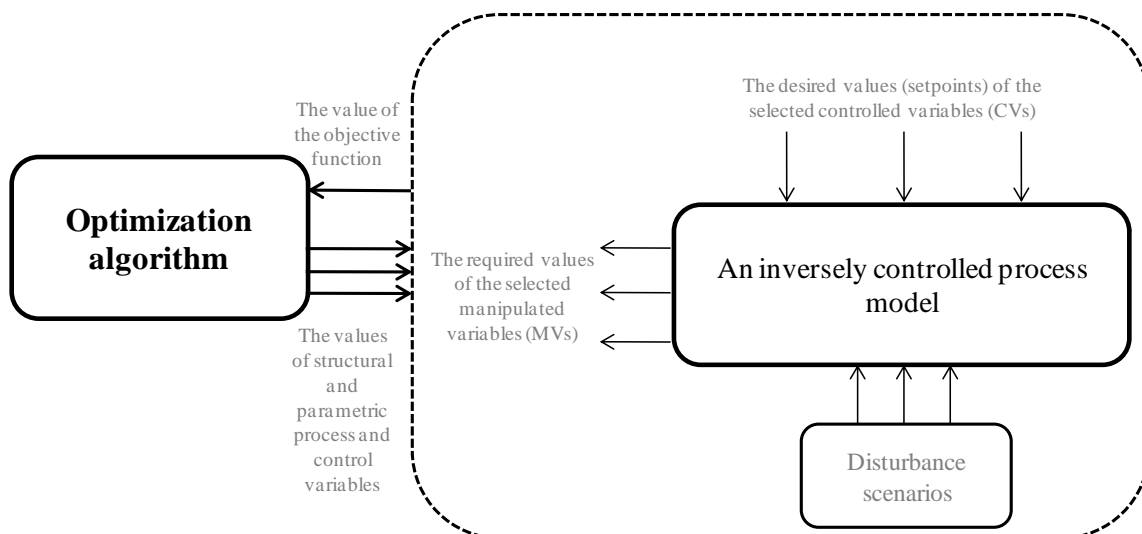 The value of
the objective
function
Optimization
algorithm
The values
of structural
and
parametric
process and
control
variables
The desired values (setpoints) of the
selected controlled variables (CVs)
The required values
of the selected
manipulated
variables (MVs)
An inversely controlled process
model
Disturbance
scenarios